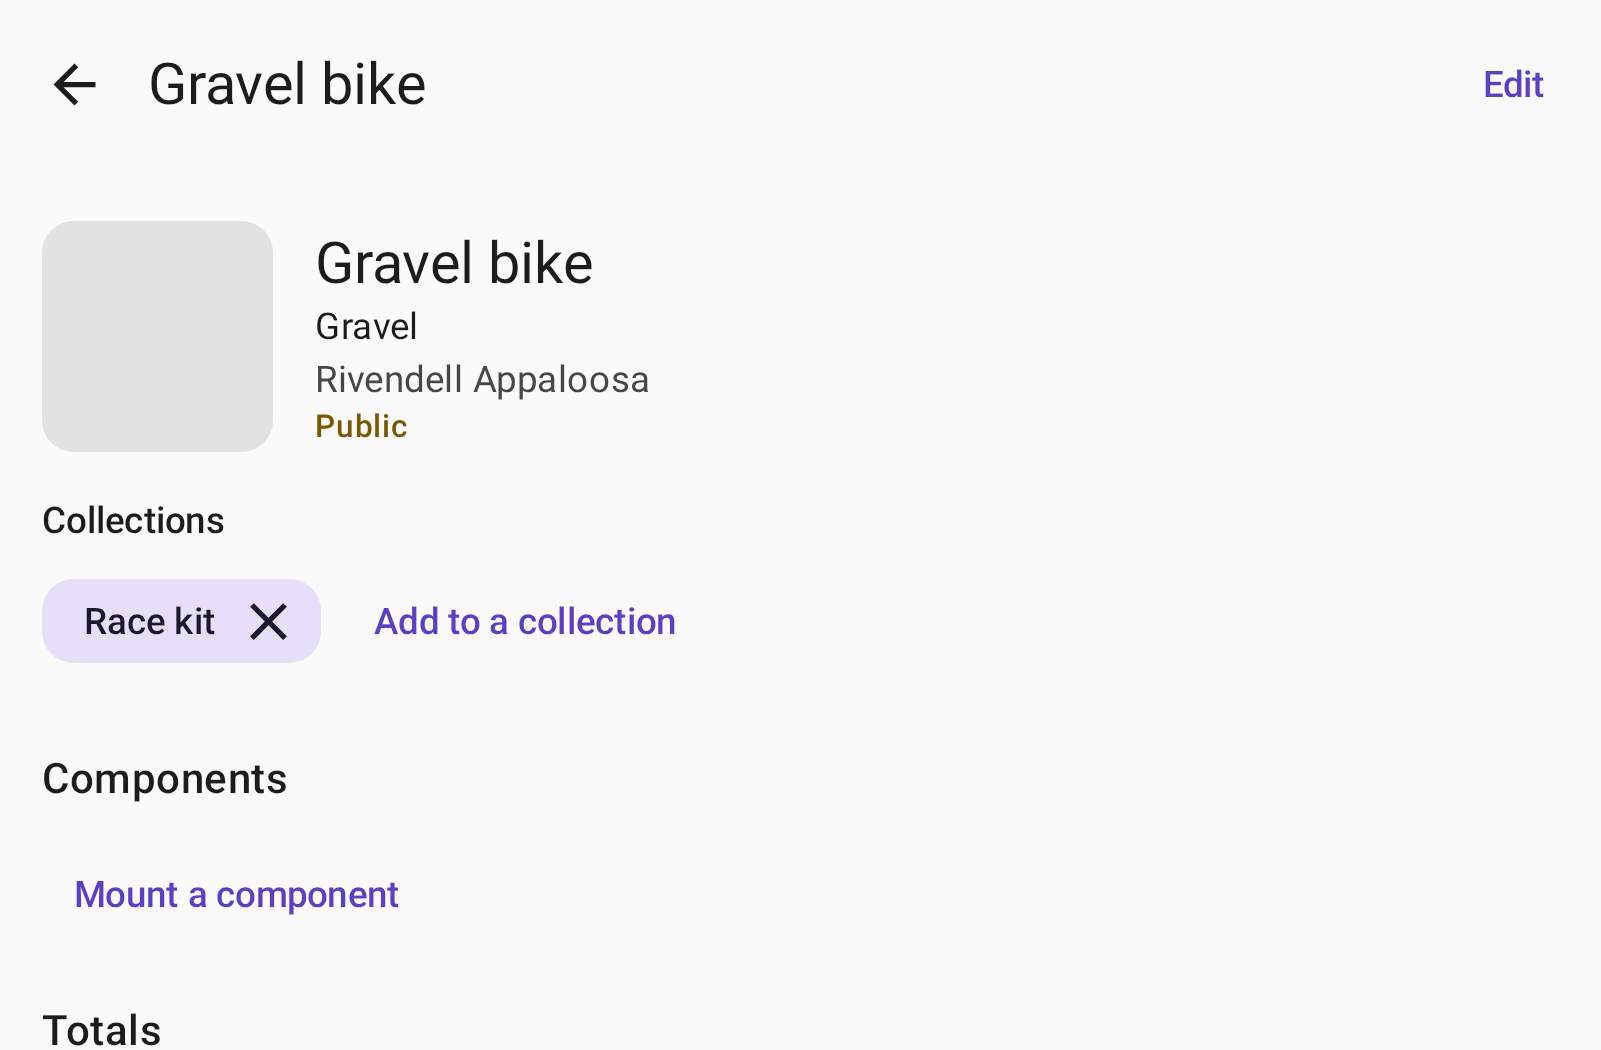 Gravel bike
Edit
Gravel bike
Gravel
Rivendell Appaloosa
Public
Collections
Race kit
Add to a collection
Components
Mount a component
Totals